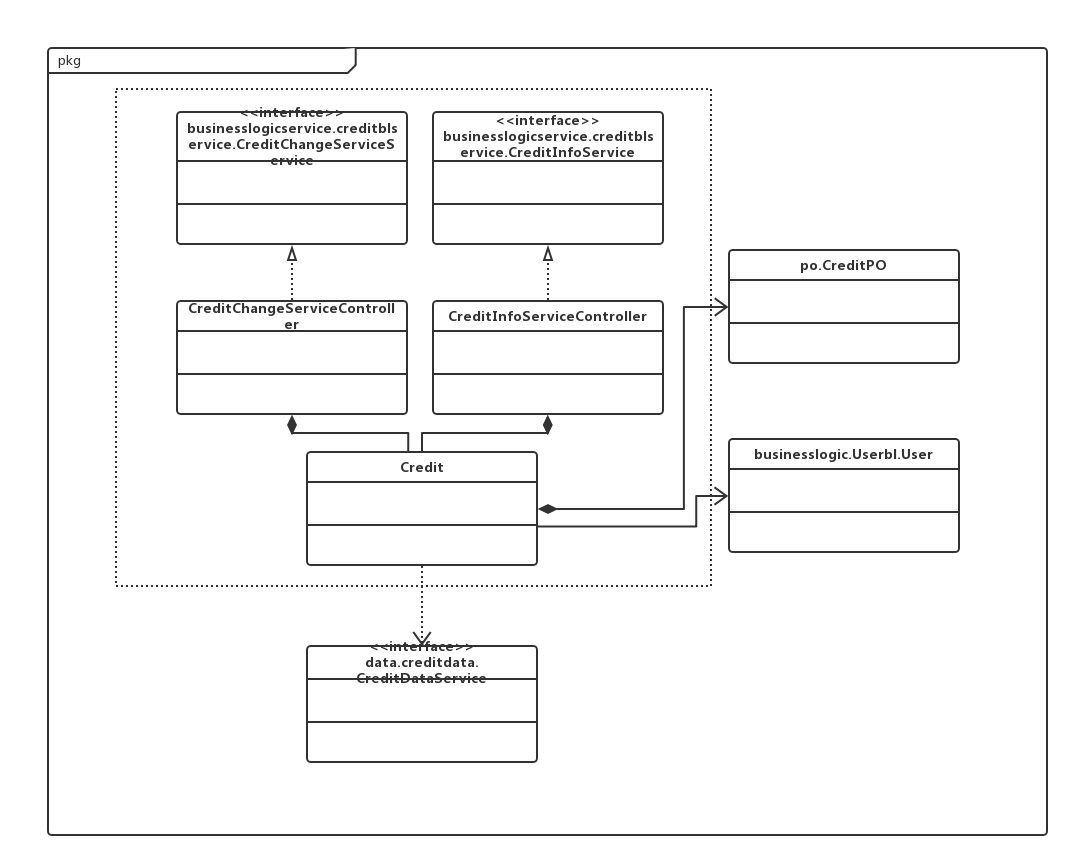 pkg
<<interface>>
businesslogicservice.creditbls
ervice.CreditChangeServiceS
ervice
<<interface>>
businesslogicservice.creditbls
ervice.CreditInfoService
po.CreditPO
CreditChangeServiceControll
er
CreditInfoServiceController
businesslogic.Userbl.User
Credit
<<interface>>
data.creditdata.
CreditDataService